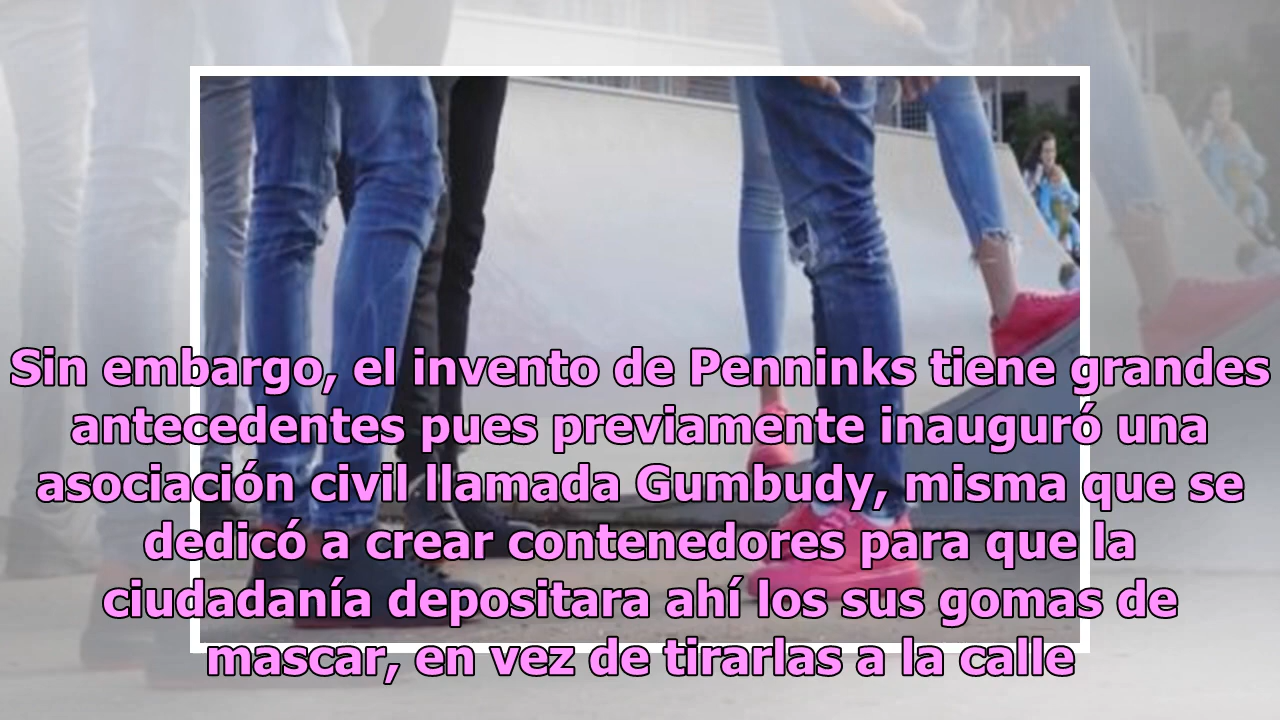 Sin embargo, el invento de Penninks tiene grandes
antecedentes pues previamente inauguró una
asociación civil llamada Gumbudy, misma que se
dedicó a crear contenedores para que la
ciudadanía depositara ahí los sus gomas de
mascar, en vez de tirarlas a la calle